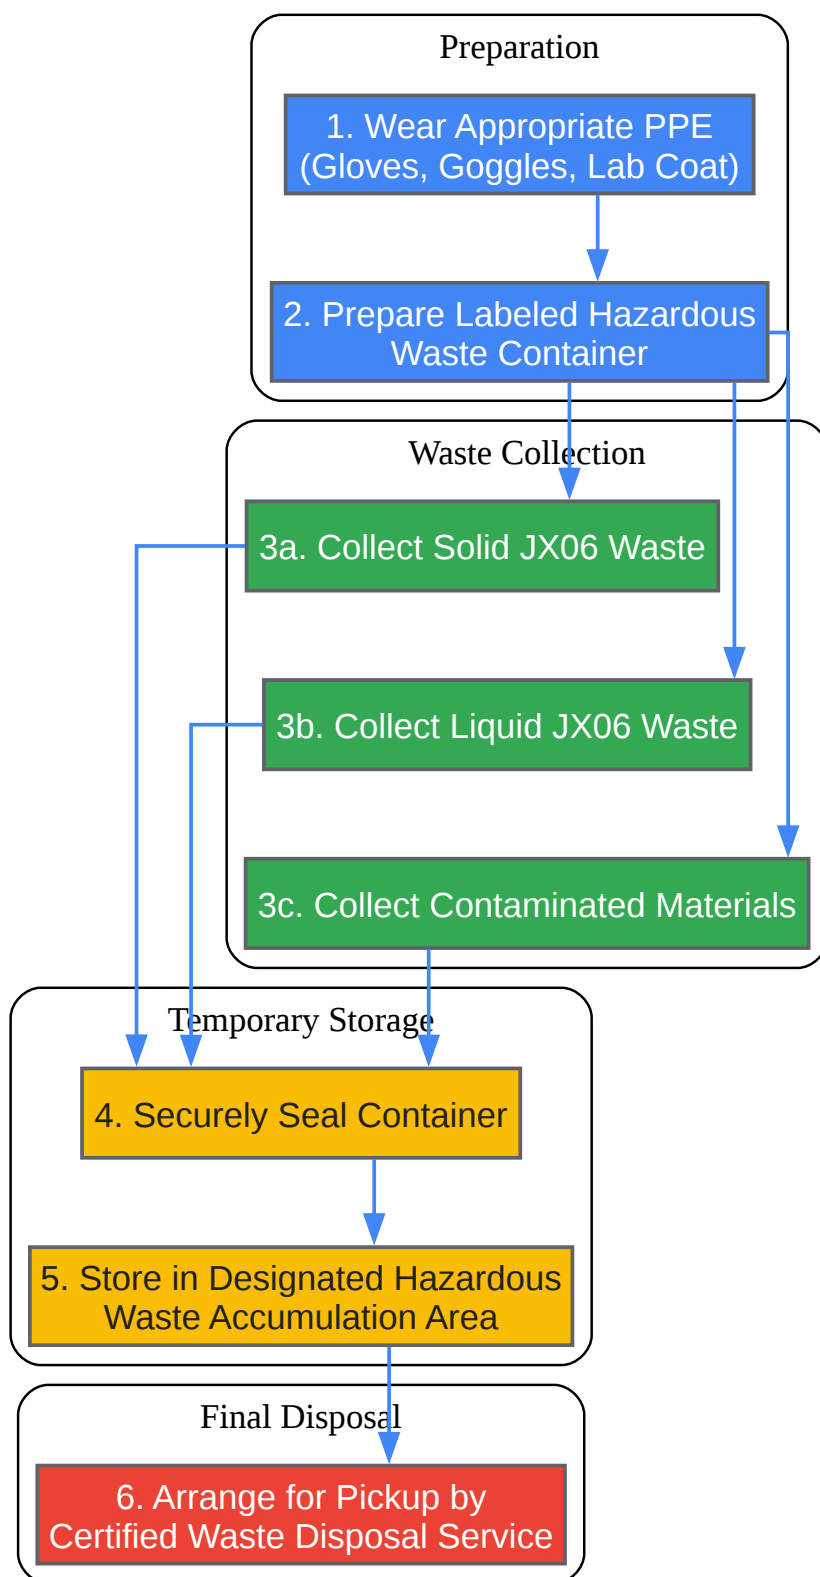 Preparation
1. Wear Appropriate PPE
(Gloves, Goggles, Lab Coat)
2. Prepare Labeled Hazardous
Waste Container
Waste Collection
3a. Collect Solid JX06 Waste
3b. Collect Liquid JX06 Waste
3c. Collect Contaminated Materials
Temporary Storage
4. Securely Seal Container
5. Store in Designated Hazardous
Waste Accumulation Area
Final Disposal
6. Arrange for Pickup by
Certified Waste Disposal Service